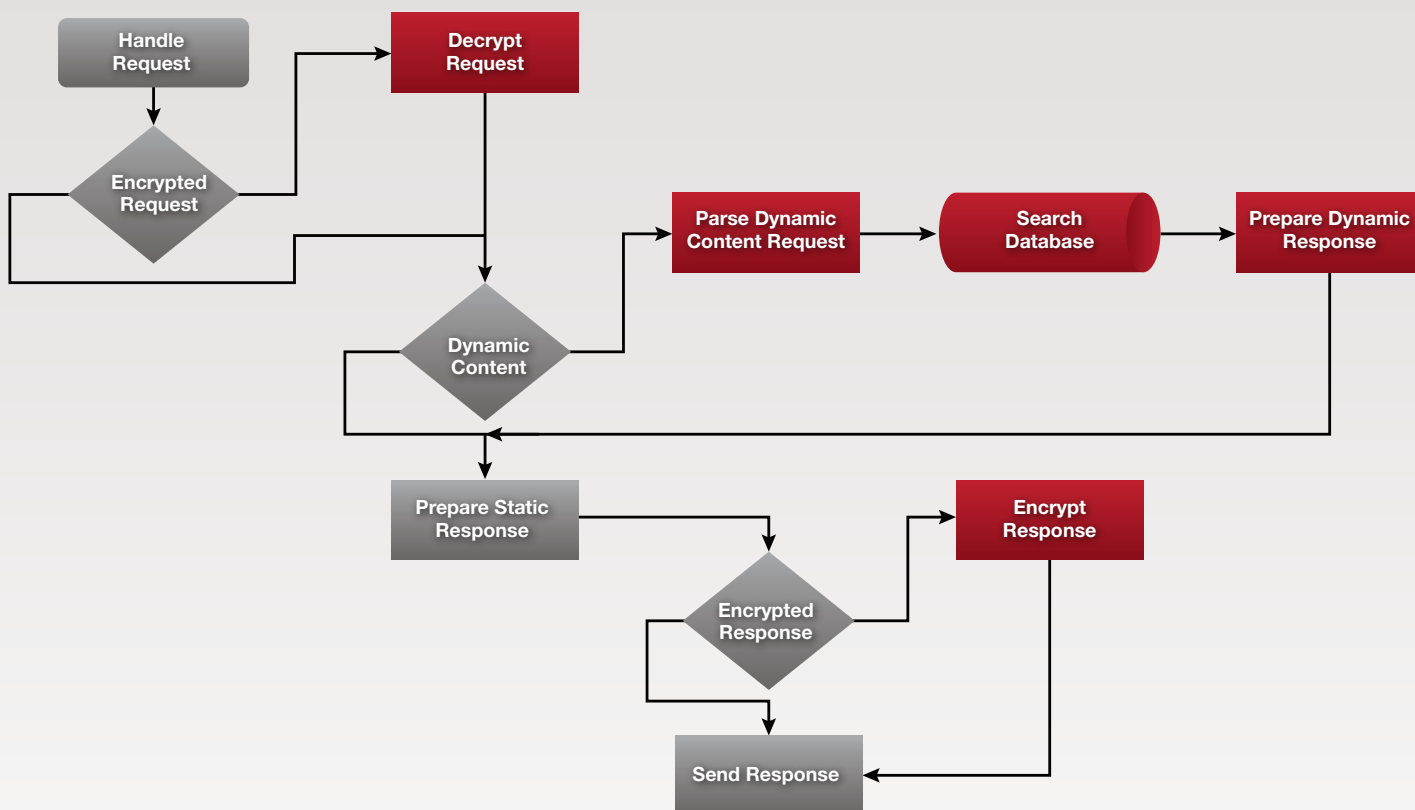 Handle
Request
Decrypt
Request
Encrypted
Request
Parse Dynamic
Content Request
Search
Database
Prepare Dynamic
Response
Dynamic
Content
Prepare Static
Response
Encrypt
Response
Encrypted
Response
Send Response